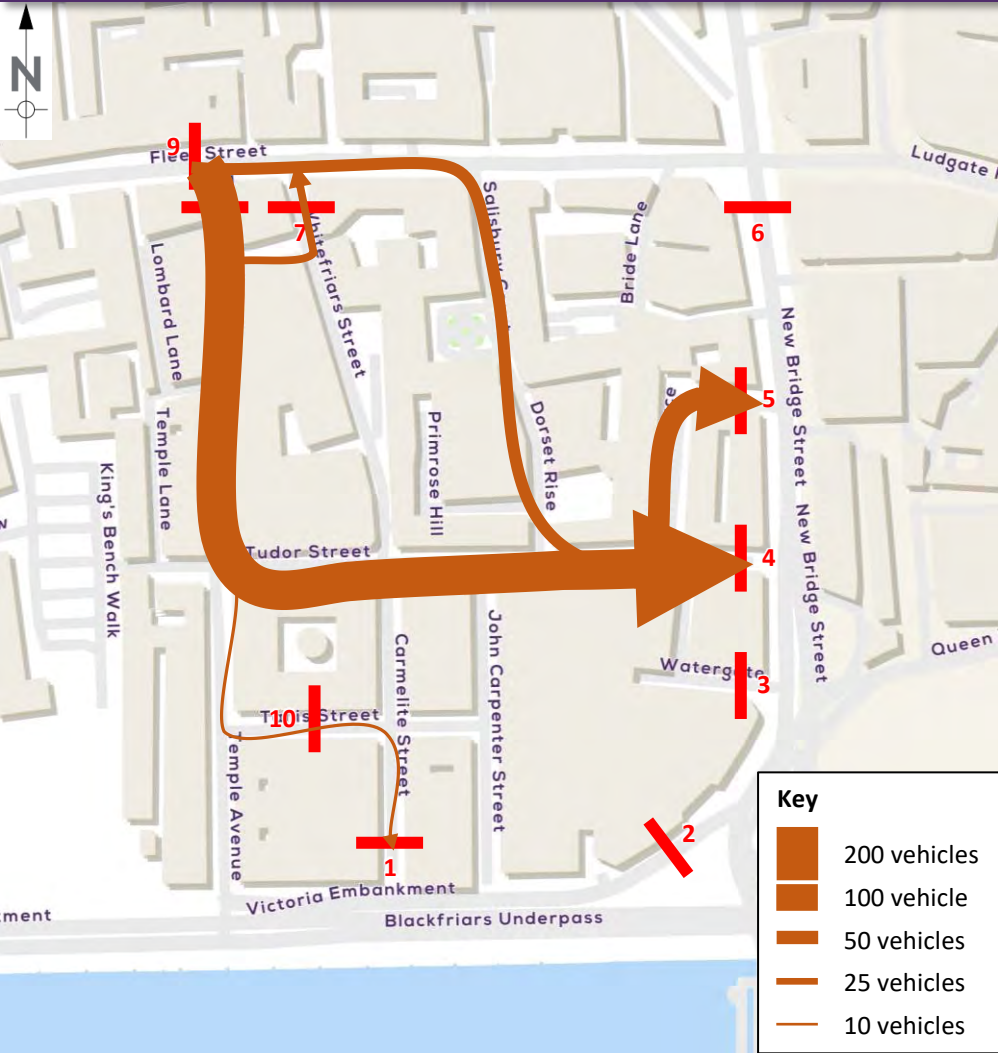 N
9
Fleet Street
Ludgate
7
6
Lombard Lane
Whitefriars Street
Salisbury Court
Bride Lane
New Bridge Street
5
Temple Lane
King's Bench Walk
Primrose Hill
Dorset Rise
New Bridge Street
Tudor Street
4
Queen
Watergate
3
10
Tallis Street
Carmelite Street
John Carpenter Street
Temple Avenue
1
2
Victoria Embankment
Blackfriars Underpass
Key
200 vehicles
100 vehicle
50 vehicles
25 vehicles
10 vehicles